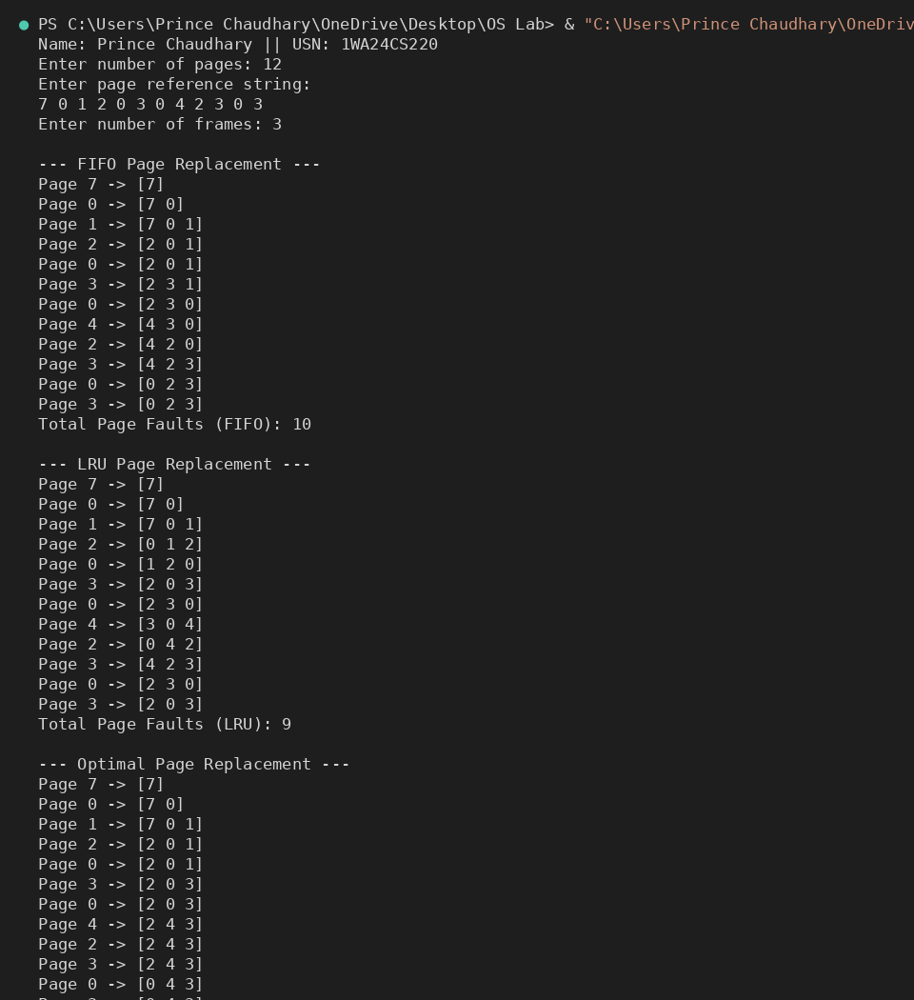 PS C:\Users\Prince Chaudhary\OneDrive\Desktop\OS Lab> & "C:\Users\Prince Chaudhary\OneDriv
Name: Prince Chaudhary || USN: 1WA24CS220
Enter number of pages: 12
Enter page reference string:
7 0 1 2 0 3 0 4 2 3 0 3
Enter number of frames: 3
--- FIFO Page Replacement ---
Page 7 -> [7]
Page 0 -> [7 0]
Page 1 -> [7 0 1]
Page 2 -> [2 0 1]
Page 0 -> [2 0 1]
Page 3 -> [2 3 1]
Page 0 -> [2 3 0]
Page 4 -> [4 3 0]
Page 2 -> [4 2 0]
Page 3 -> [4 2 3]
Page 0 -> [0 2 3]
Page 3 -> [0 2 3]
Total Page Faults (FIFO): 10
--- LRU Page Replacement ---
Page 7 -> [7]
Page 0 -> [7 0]
Page 1 -> [7 0 1]
Page 2 -> [0 1 2]
Page 0 -> [1 2 0]
Page 3 -> [2 0 3]
Page 0 -> [2 3 0]
Page 4 -> [3 0 4]
Page 2 -> [0 4 2]
Page 3 -> [4 2 3]
Page 0 -> [2 3 0]
Page 3 -> [2 0 3]
Total Page Faults (LRU): 9
--- Optimal Page Replacement ---
Page 7 -> [7]
Page 0 -> [7 0]
Page 1 -> [7 0 1]
Page 2 -> [2 0 1]
Page 0 -> [2 0 1]
Page 3 -> [2 0 3]
Page 0 -> [2 0 3]
Page 4 -> [2 4 3]
Page 2 -> [2 4 3]
Page 3 -> [2 4 3]
Page 0 -> [0 4 3]